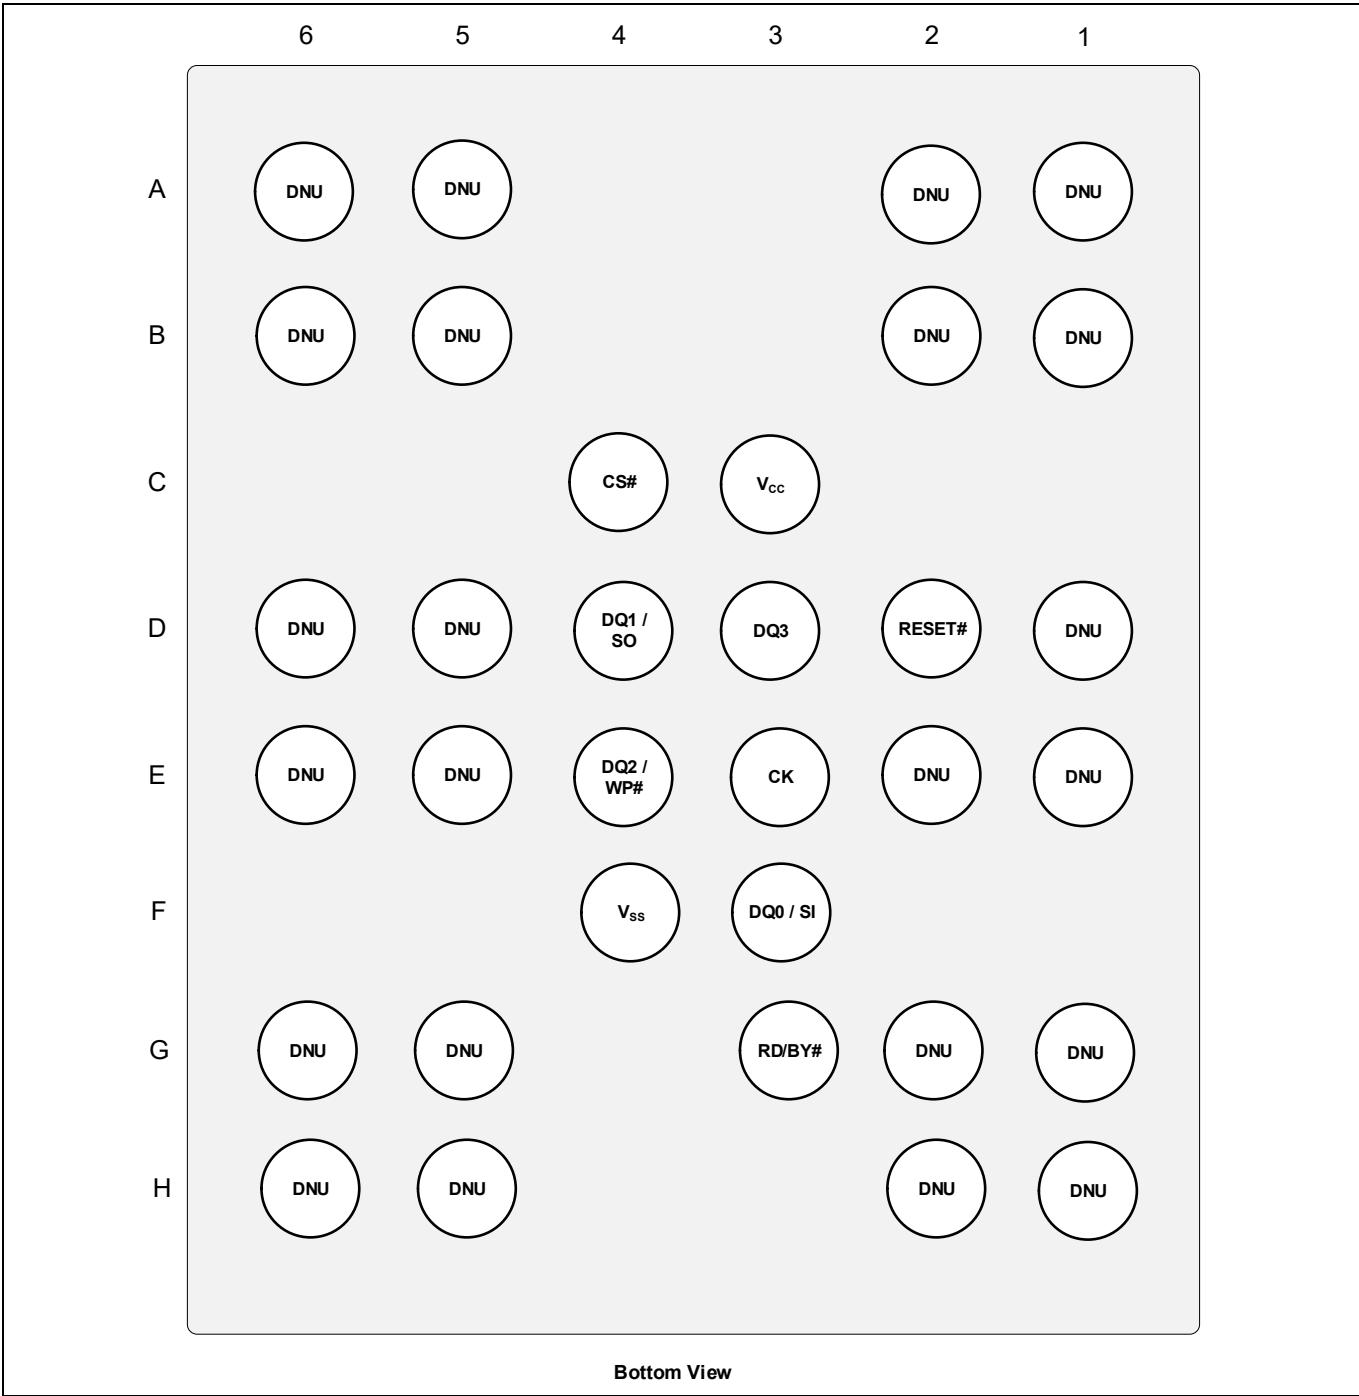 6 5 4 3 2 1
A DNU DNU DNU DNU
B DNU DNU DNU DNU
C CS# VCC
D DNU DNU DQ1 / SO DQ3 RESET# DNU
E DNU DNU DQ2 / WP# CK DNU DNU
F VSS DQ0 / SI
G DNU DNU RD/BY# DNU DNU
H DNU DNU DNU DNU
Bottom View